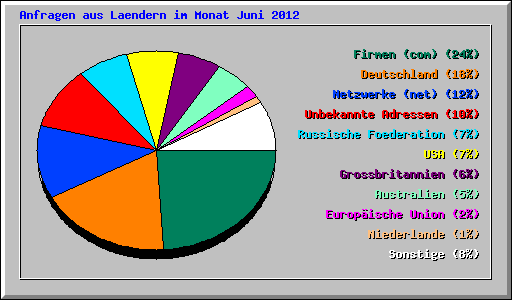 Anfragen aus Laendern im Monat Juni 2012
Firmen (com) (24%)
Deutschland (18%)
Netzwerke (net) (12%)
Unbekannte Adressen (10%)
Russische Foederation (7%)
USA (7%)
Grossbritannien (6%)
Australien (5%)
Europäische Union (2%)
Niederlande (1%)
Sonstige (8%)